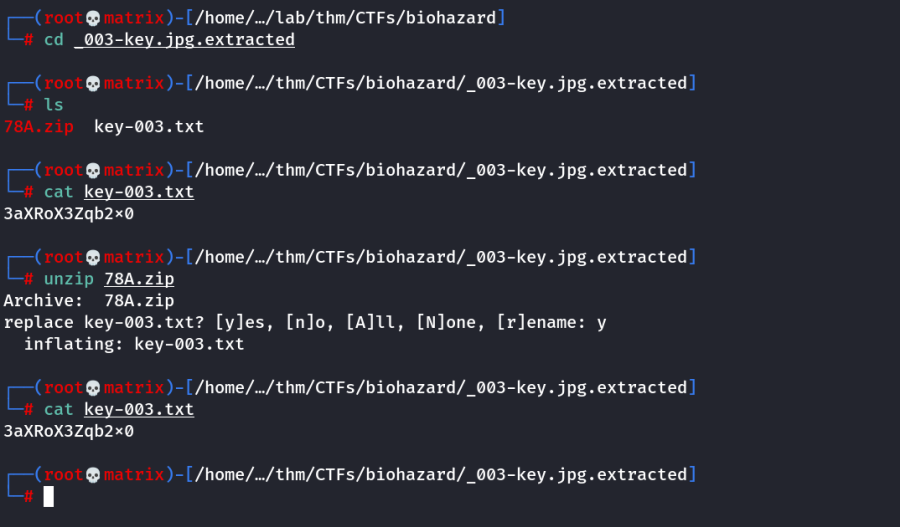 ┌──(root💀matrix)-[/home/…/lab/thm/CTFs/biohazard]
└─# cd _003-key.jpg.extracted
┌──(root💀matrix)-[/home/…/thm/CTFs/biohazard/_003-key.jpg.extracted]
└─# ls
78A.zip  key-003.txt
┌──(root💀matrix)-[/home/…/thm/CTFs/biohazard/_003-key.jpg.extracted]
└─# cat key-003.txt
3aXRoX3Zqb2×0
┌──(root💀matrix)-[/home/…/thm/CTFs/biohazard/_003-key.jpg.extracted]
└─# unzip 78A.zip
Archive:  78A.zip
replace key-003.txt? [y]es, [n]o, [A]ll, [N]one, [r]ename: y
  inflating: key-003.txt
┌──(root💀matrix)-[/home/…/thm/CTFs/biohazard/_003-key.jpg.extracted]
└─# cat key-003.txt
3aXRoX3Zqb2×0
┌──(root💀matrix)-[/home/…/thm/CTFs/biohazard/_003-key.jpg.extracted]
└─#